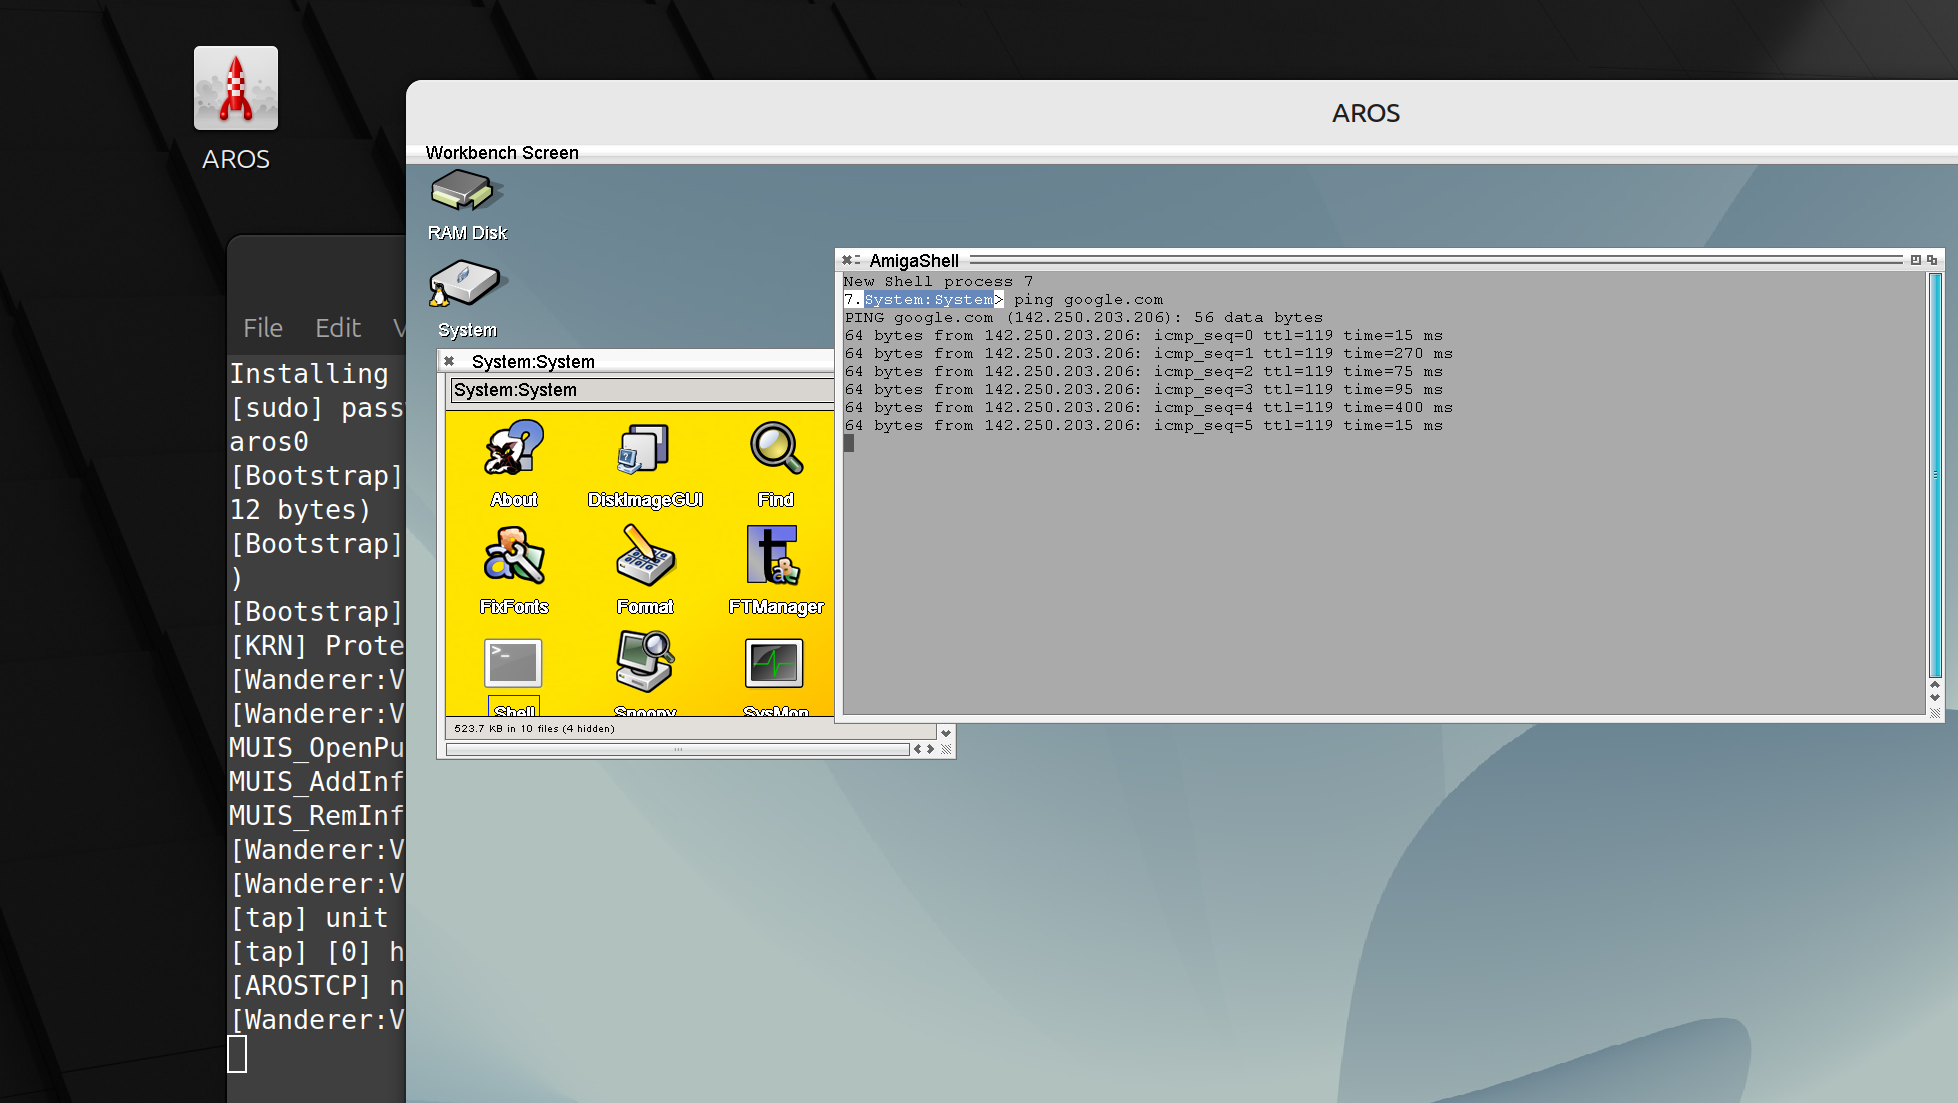 AROS
AROS
Workbench Screen
RAM Disk
System
File Edit
Installing
[sudo]
aros0
[Bootstrap]
12 bytes)
[Bootstrap]
)
[Bootstrap]
[KRN]
[Wanderer:V
[Wanderer:V
MUIS_OpenPu
MUIS_AddInf
MUIS_RemInf
[Wanderer:V
[Wanderer:V
[tap] unit
[tap] [0] h
[AROSTCP] n
[Wanderer:V
System:System
System:System
About DiskImageGUI Find
FixFonts Format FTManager
Shell Snoopy SysMon
523.7 KB in 10 files (4 hidden)
AmigaShell
New Shell process 7
7.System:System> ping google.com
PING google.com (142.250.203.206): 56 data bytes
64 bytes from 142.250.203.206: icmp_seq=0 ttl=119 time=15 ms
64 bytes from 142.250.203.206: icmp_seq=1 ttl=119 time=270 ms
64 bytes from 142.250.203.206: icmp_seq=2 ttl=119 time=75 ms
64 bytes from 142.250.203.206: icmp_seq=3 ttl=119 time=95 ms
64 bytes from 142.250.203.206: icmp_seq=4 ttl=119 time=400 ms
64 bytes from 142.250.203.206: icmp_seq=5 ttl=119 time=15 ms